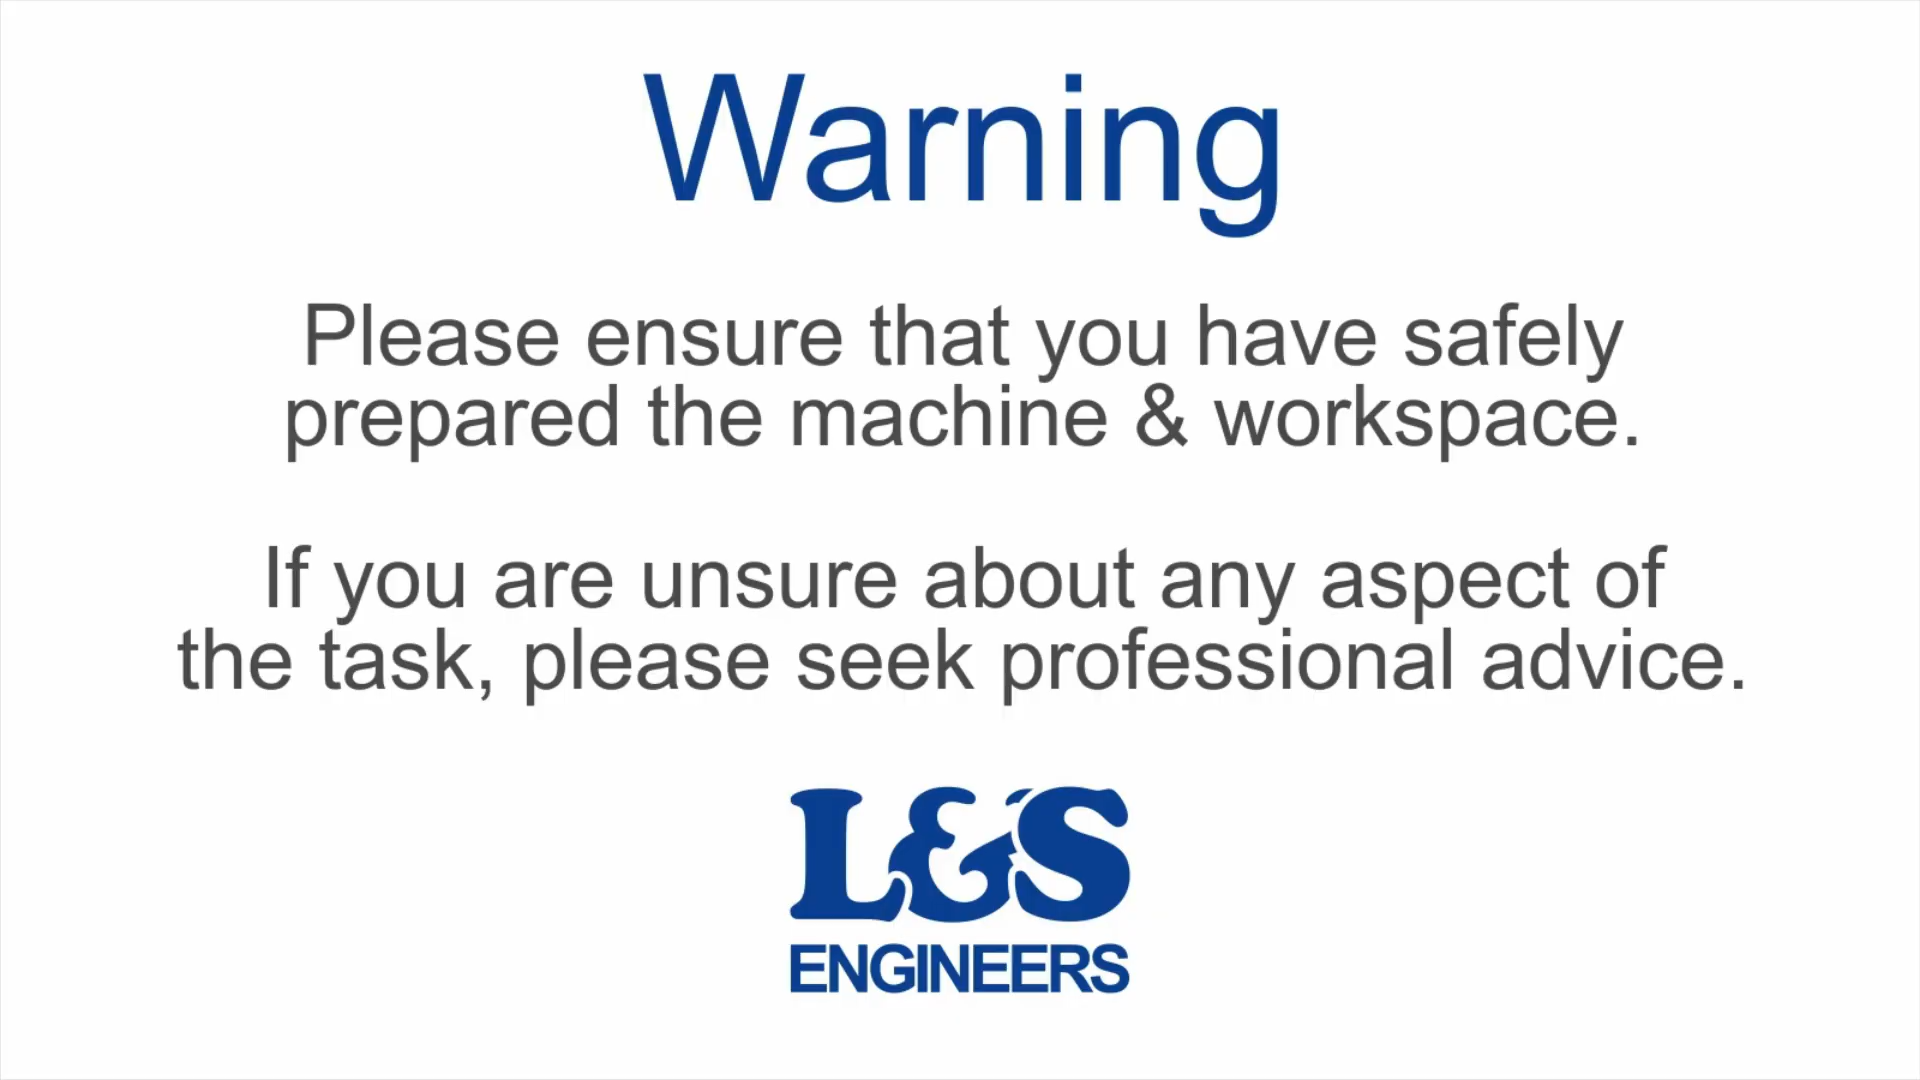 Warning
Please ensure that you have safely
prepared the machine & workspace.
If you are unsure about any aspect of
the task, please seek professional advice.
L&S
ENGINEERS